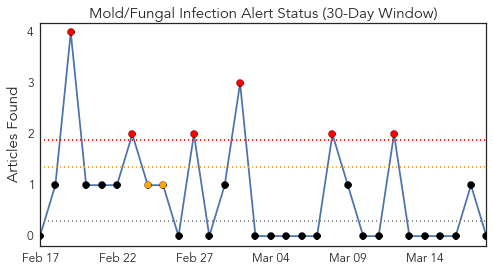 Mold/Fungal Infection Alert Status (30-Day Window)
Articles Found
4
3
2
1
0
Feb 17 Feb 22 Feb 27 Mar 04 Mar 09 Mar 14